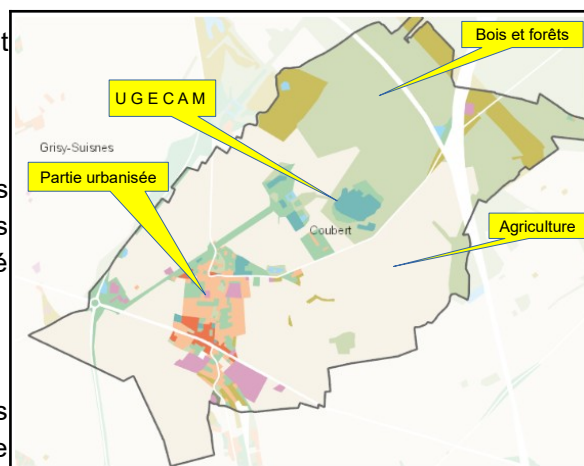 t
Bois et forêts
U G E C A M
Grisy-Suisnes
Partie urbanisée
s
s
Agriculture
Coubert
é
s
e